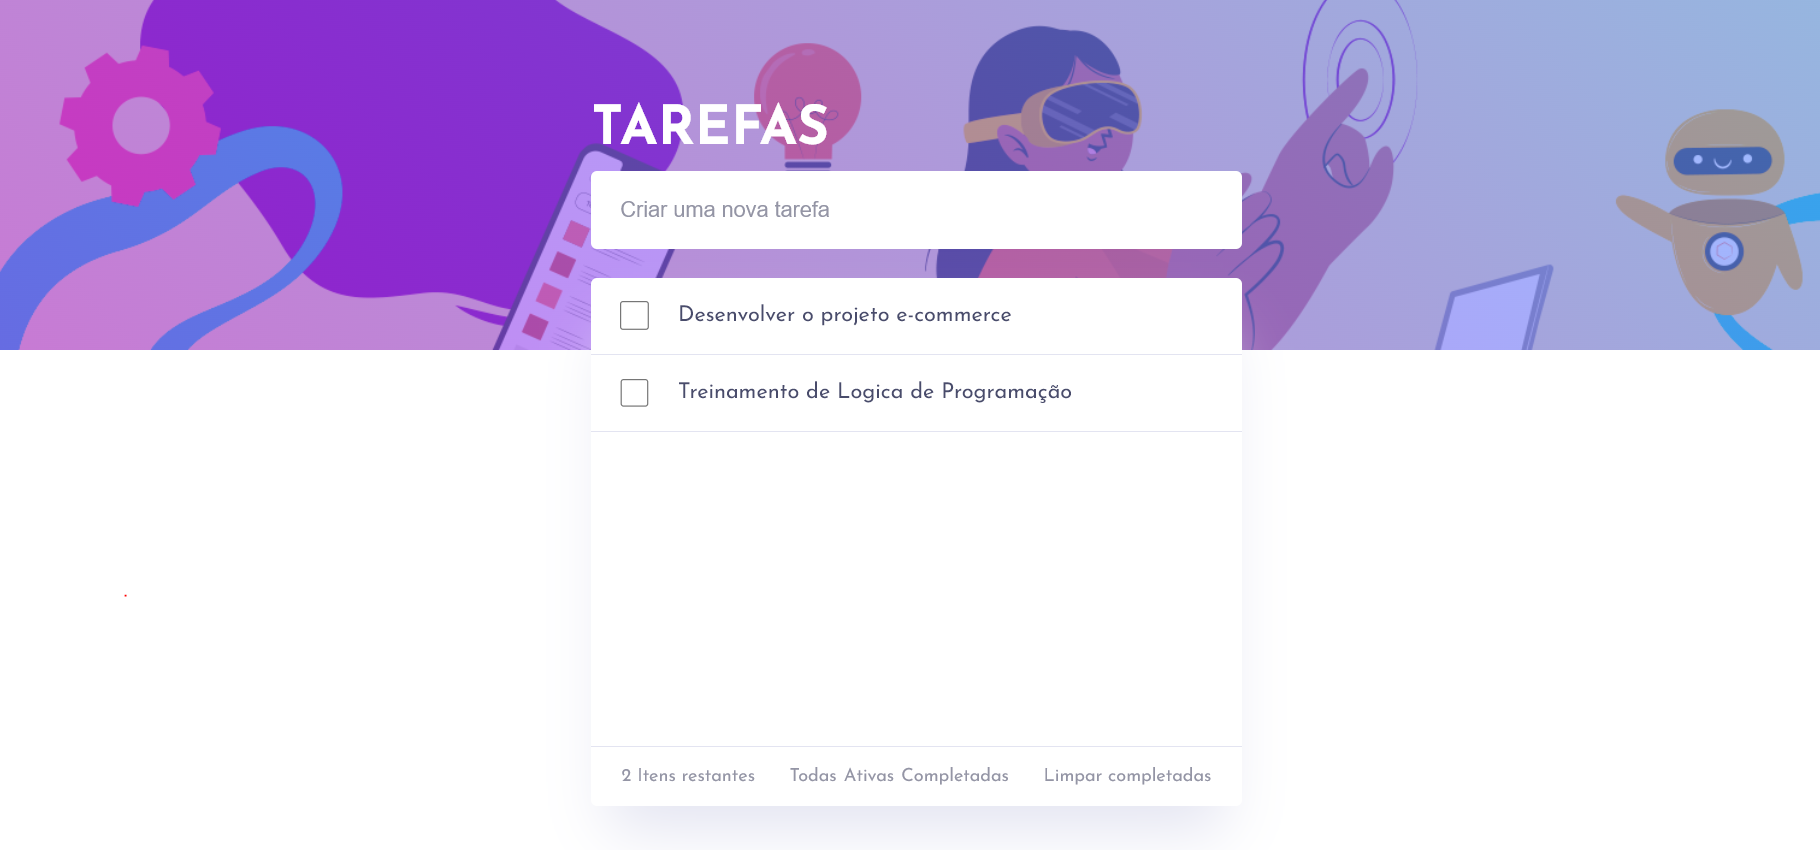 TAREFAS
Criar uma nova tarefa
Desenvolver o projeto e-commerce
Treinamento de Logica de Programação
2 Itens restantes Todas Ativas Completadas Limpar completadas